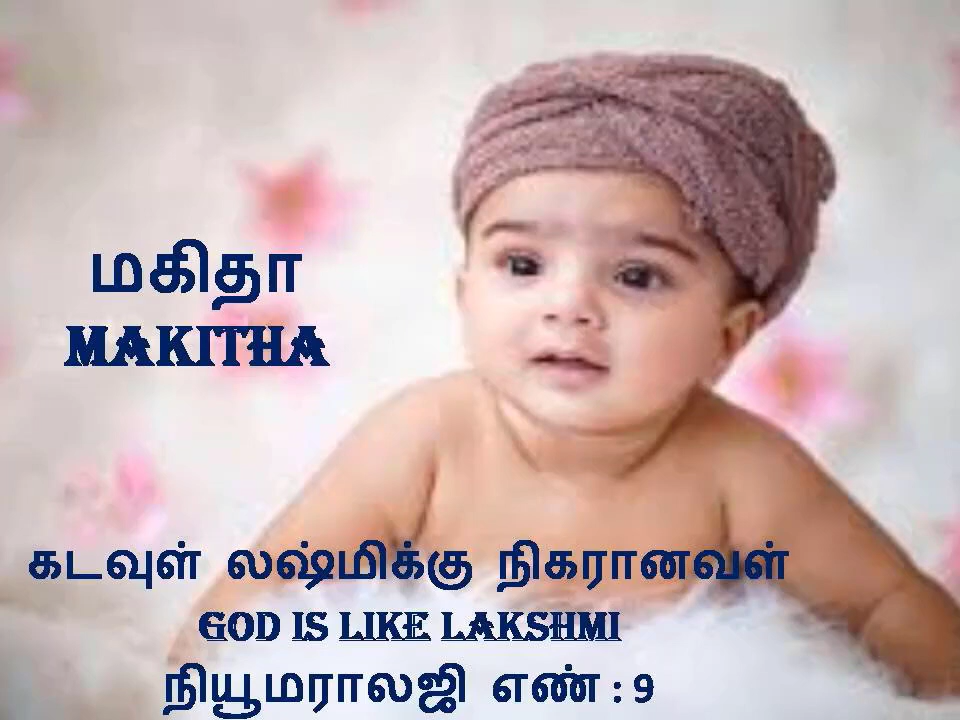 மகிதா
MAKITHA
கடவுள் லஷ்மிக்கு நிகரானவள்
GOD IS LIKE LAKSHMI
நியூமராலஜி எண் : 9